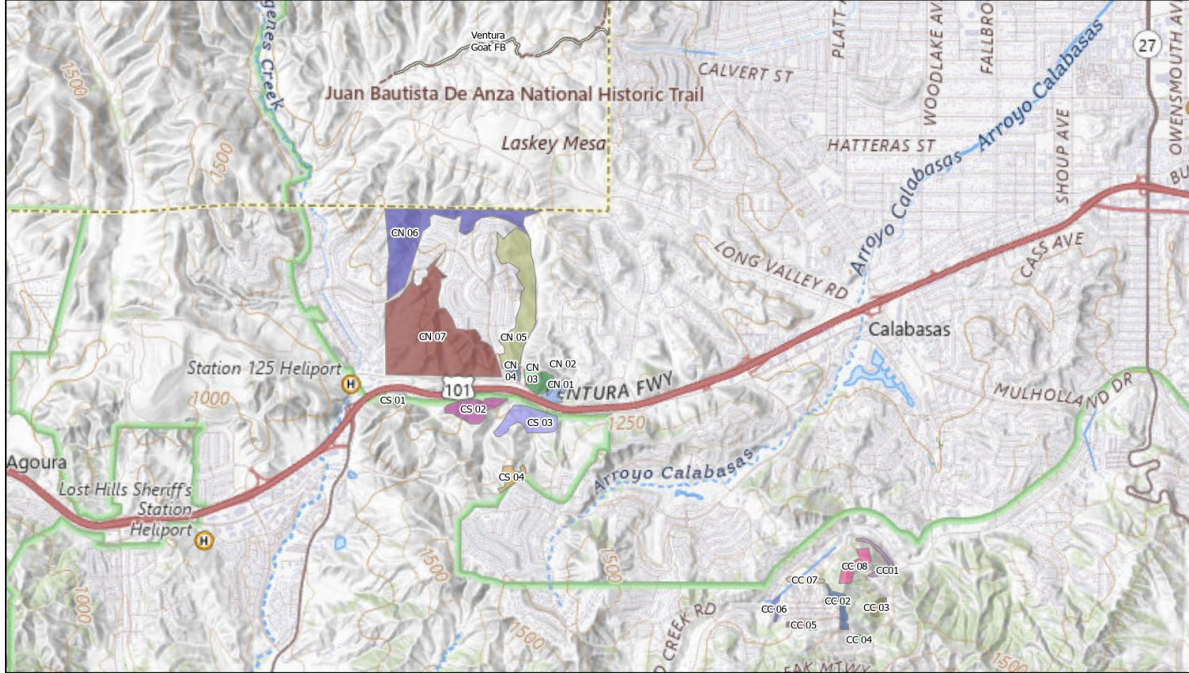 genes Creek
Ventura
Goat FB
Juan Bautista De Anza National Historic Trail
Laskey Mesa
CALVERT ST
PLATT A
WOODLAKE AV
FALLBRO
27
OWENSMOUTH AV
HATTERAS ST
Arroyo Calabasas
Arroyo Calabasas
SHOUP AVE
BU
1500
1500
CN 06
LONG VALLEY RD
CASS AVE
CN 07
CN 05
Calabasas
Station 125 Heliport
H
CN
04
CN
03
CN 02
CN 01
101
ENTURA FWY
MULHOLLAND DR
1000
CS 01
CS 02
CS 03
1250
Agoura
CS 04
Arroyo Calabasas
Lost Hills Sheriff's
Station
Heliport
H
1000
1500
1500
CC 08
CC01
CC 07
CC 06
CC 02
CC 03
CC 05
CC 04
1500
D CREEK RD
EAK MTWY
1500